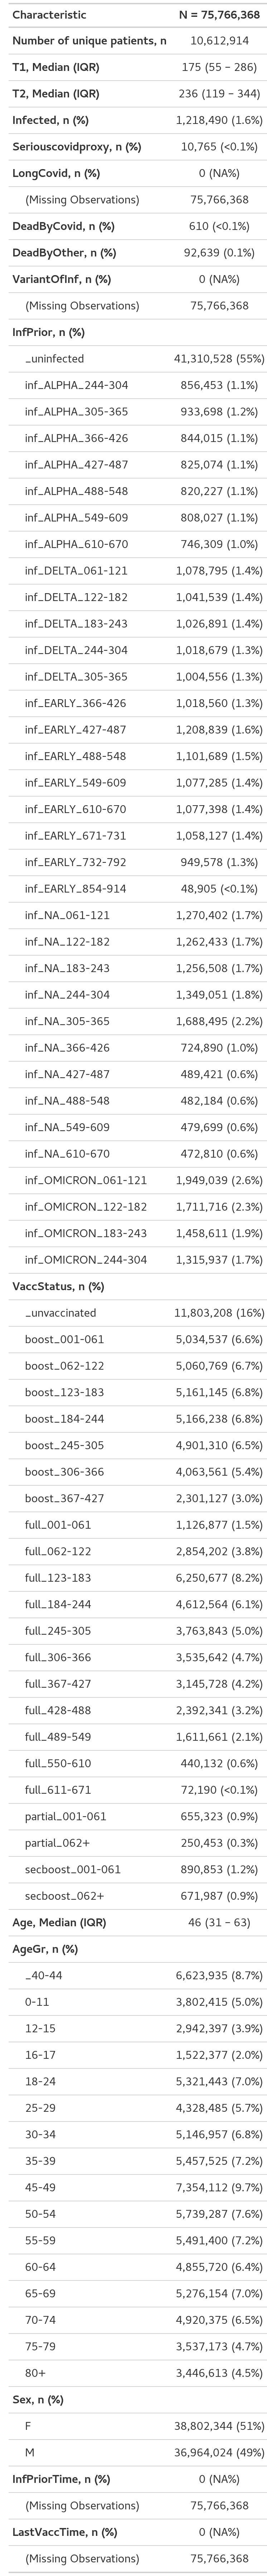 Characteristic N = 75,766,368
Number of unique patients, n 10,612,914
T1, Median (IQR) 175 (55 – 286)
T2, Median (IQR) 236 (119 – 344)
Infected, n (%) 1,218,490 (1.6%)
Seriouscovidproxy, n (%) 10,765 (<0.1%)
LongCovid, n (%) 0 (NA%)
(Missing Observations) 75,766,368
DeadByCovid, n (%) 610 (<0.1%)
DeadByOther, n (%) 92,639 (0.1%)
VariantOfInf, n (%) 0 (NA%)
(Missing Observations) 75,766,368
InfPrior, n (%)
_uninfected 41,310,528 (55%)
inf_ALPHA_244-304 856,453 (1.1%)
inf_ALPHA_305-365 933,698 (1.2%)
inf_ALPHA_366-426 844,015 (1.1%)
inf_ALPHA_427-487 825,074 (1.1%)
inf_ALPHA_488-548 820,227 (1.1%)
inf_ALPHA_549-609 808,027 (1.1%)
inf_ALPHA_610-670 746,309 (1.0%)
inf_DELTA_061-121 1,078,795 (1.4%)
inf_DELTA_122-182 1,041,539 (1.4%)
inf_DELTA_183-243 1,026,891 (1.4%)
inf_DELTA_244-304 1,018,679 (1.3%)
inf_DELTA_305-365 1,004,556 (1.3%)
inf_EARLY_366-426 1,018,560 (1.3%)
inf_EARLY_427-487 1,208,839 (1.6%)
inf_EARLY_488-548 1,101,689 (1.5%)
inf_EARLY_549-609 1,077,285 (1.4%)
inf_EARLY_610-670 1,077,398 (1.4%)
inf_EARLY_671-731 1,058,127 (1.4%)
inf_EARLY_732-792 949,578 (1.3%)
inf_EARLY_854-914 48,905 (<0.1%)
inf_NA_061-121 1,270,402 (1.7%)
inf_NA_122-182 1,262,433 (1.7%)
inf_NA_183-243 1,256,508 (1.7%)
inf_NA_244-304 1,349,051 (1.8%)
inf_NA_305-365 1,688,495 (2.2%)
inf_NA_366-426 724,890 (1.0%)
inf_NA_427-487 489,421 (0.6%)
inf_NA_488-548 482,184 (0.6%)
inf_NA_549-609 479,699 (0.6%)
inf_NA_610-670 472,810 (0.6%)
inf_OMICRON_061-121 1,949,039 (2.6%)
inf_OMICRON_122-182 1,711,716 (2.3%)
inf_OMICRON_183-243 1,458,611 (1.9%)
inf_OMICRON_244-304 1,315,937 (1.7%)
VaccStatus, n (%)
_unvaccinated 11,803,208 (16%)
boost_001-061 5,034,537 (6.6%)
boost_062-122 5,060,769 (6.7%)
boost_123-183 5,161,145 (6.8%)
boost_184-244 5,166,238 (6.8%)
boost_245-305 4,901,310 (6.5%)
boost_306-366 4,063,561 (5.4%)
boost_367-427 2,301,127 (3.0%)
full_001-061 1,126,877 (1.5%)
full_062-122 2,854,202 (3.8%)
full_123-183 6,250,677 (8.2%)
full_184-244 4,612,564 (6.1%)
full_245-305 3,763,843 (5.0%)
full_306-366 3,535,642 (4.7%)
full_367-427 3,145,728 (4.2%)
full_428-488 2,392,341 (3.2%)
full_489-549 1,611,661 (2.1%)
full_550-610 440,132 (0.6%)
full_611-671 72,190 (<0.1%)
partial_001-061 655,323 (0.9%)
partial_062+ 250,453 (0.3%)
secboost_001-061 890,853 (1.2%)
secboost_062+ 671,987 (0.9%)
Age, Median (IQR) 46 (31 – 63)
AgeGr, n (%)
_40-44 6,623,935 (8.7%)
0-11 3,802,415 (5.0%)
12-15 2,942,397 (3.9%)
16-17 1,522,377 (2.0%)
18-24 5,321,443 (7.0%)
25-29 4,328,485 (5.7%)
30-34 5,146,957 (6.8%)
35-39 5,457,525 (7.2%)
45-49 7,354,112 (9.7%)
50-54 5,739,287 (7.6%)
55-59 5,491,400 (7.2%)
60-64 4,855,720 (6.4%)
65-69 5,276,154 (7.0%)
70-74 4,920,375 (6.5%)
75-79 3,537,173 (4.7%)
80+ 3,446,613 (4.5%)
Sex, n (%)
F 38,802,344 (51%)
M 36,964,024 (49%)
InfPriorTime, n (%) 0 (NA%)
(Missing Observations) 75,766,368
LastVaccTime, n (%) 0 (NA%)
(Missing Observations) 75,766,368